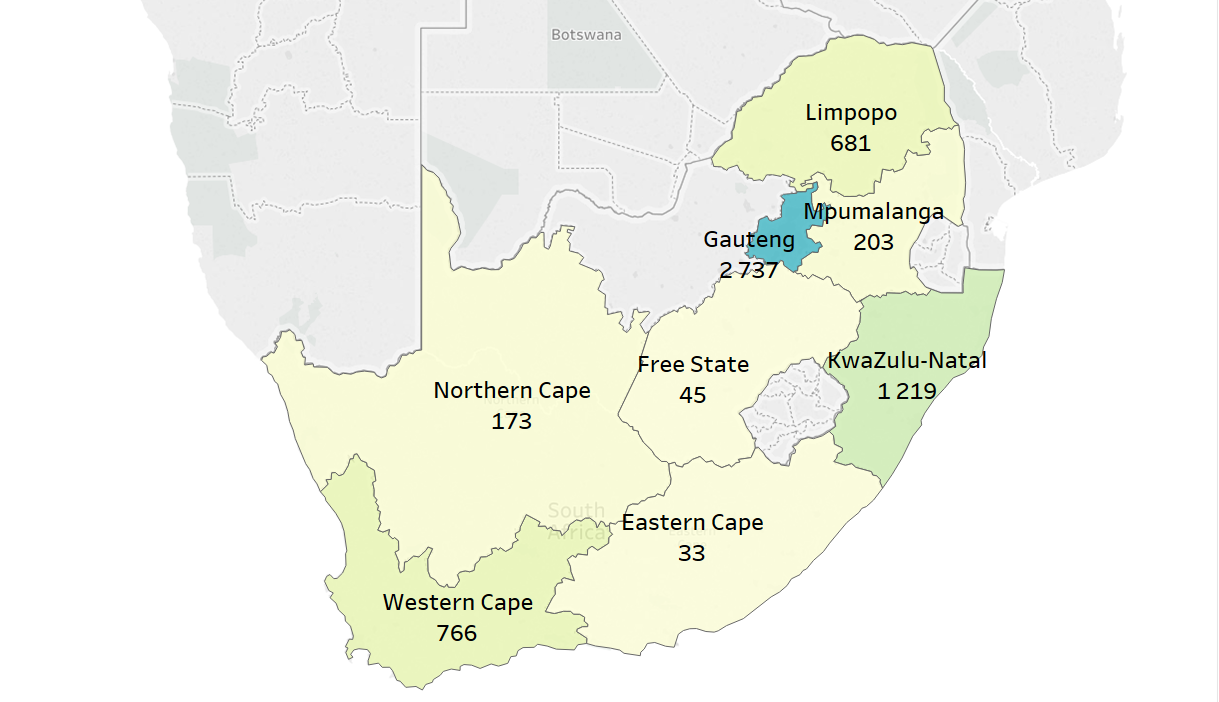 Botswana
Limpopo
681
Mpumalanga
203
Gauteng
2 737
KwaZulu-Natal
1 219
Free State
45
Northern Cape
173
South
Africa
Eastern Cape
33
Western Cape
766